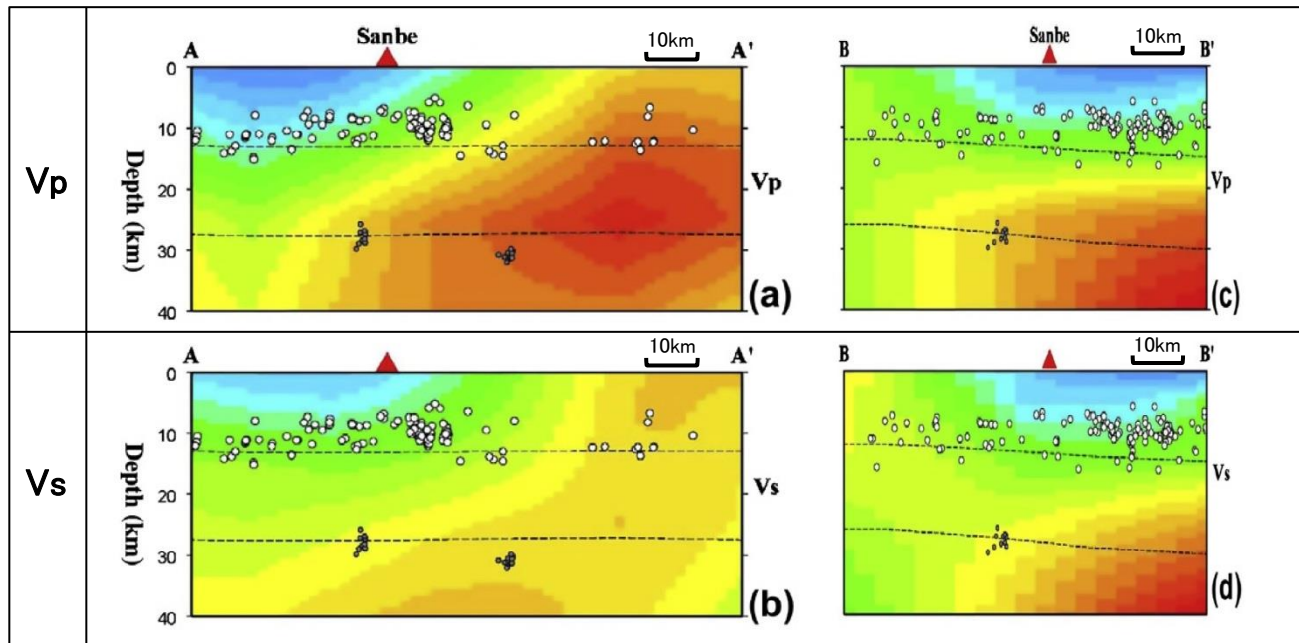 Vp
A
Sanbe
10km
A'
0
10
20
30
40
Depth (km)
Vp
(a)
B
Sanbe
10km
B'
Vp
(c)
Vs
A
10km
A'
0
10
20
30
40
Depth (km)
Vs
(b)
B
10km
B'
Vs
(d)